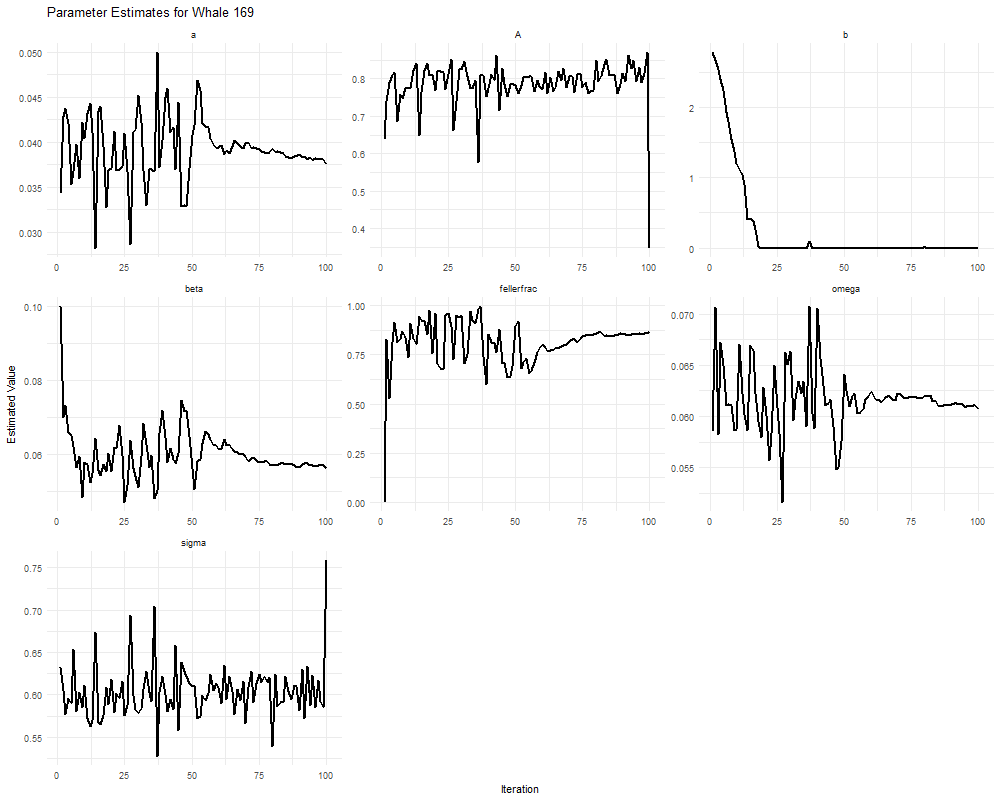 Parameter Estimates for Whale 169
a
0.050
0.045
0.040
0.035
0.030
0 25 50 75 100
A
0.8
0.7
0.6
0.5
0.4
0 25 50 75 100
b
2
1
0
0 25 50 75 100
Estimated Value
beta
0.10
0.08
0.06
0 25 50 75 100
fellerfrac
1.00
0.75
0.50
0.25
0.00
0 25 50 75 100
omega
0.070
0.065
0.060
0.055
0 25 50 75 100
sigma
0.75
0.70
0.65
0.60
0.55
0 25 50 75 100
Iteration